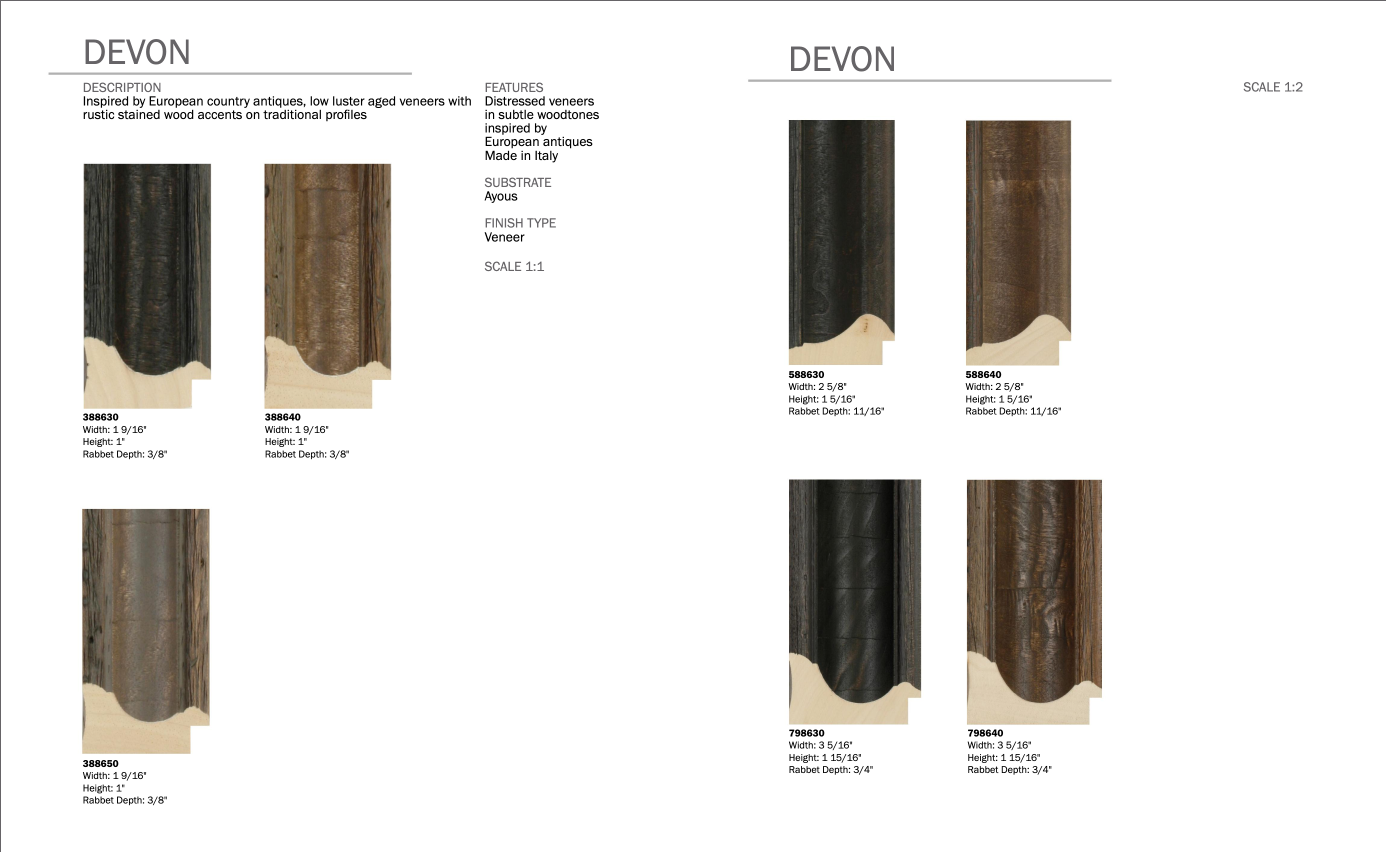 DEVON
DESCRIPTION
Inspired by European country antiques, low luster aged veneers with
rustic stained wood accents on traditional profiles
FEATURES
Distressed veneers
in subtle woodtones
inspired by
European antiques
Made in Italy
SUBSTRATE
Ayous
FINISH TYPE
Veneer
SCALE 1:1
388630
Width: 1 9/16"
Height: 1"
Rabbet Depth: 3/8"
388640
Width: 1 9/16"
Height: 1"
Rabbet Depth: 3/8"
388650
Width: 1 9/16"
Height: 1"
Rabbet Depth: 3/8"
DEVON
SCALE 1:2
588630
Width: 2 5/8"
Height: 1 5/16"
Rabbet Depth: 11/16"
588640
Width: 2 5/8"
Height: 1 5/16"
Rabbet Depth: 11/16"
798630
Width: 3 5/16"
Height: 1 15/16"
Rabbet Depth: 3/4"
798640
Width: 3 5/16"
Height: 1 15/16"
Rabbet Depth: 3/4"